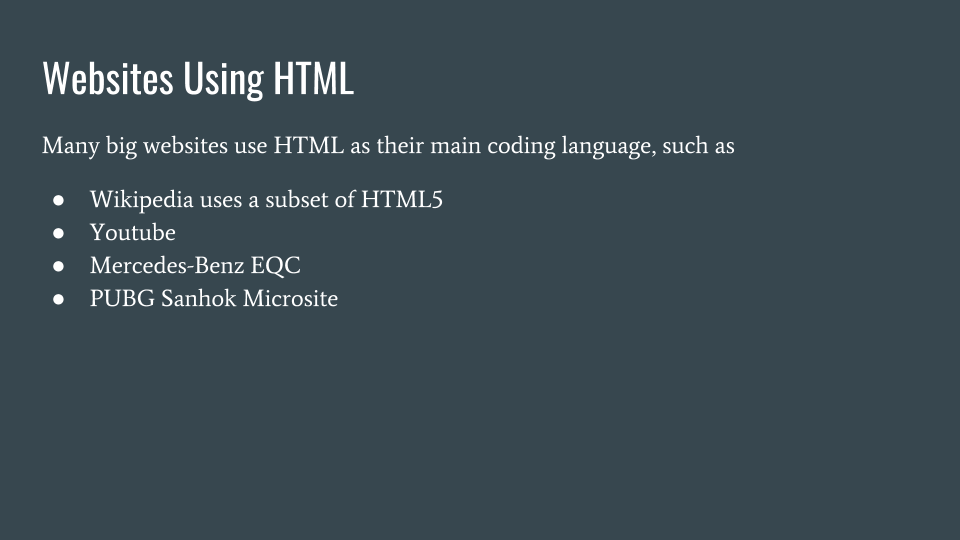 Websites Using HTML
Many big websites use HTML as their main coding language, such as
● Wikipedia uses a subset of HTML5
● Youtube
● Mercedes-Benz EQC
● PUBG Sanhok Microsite